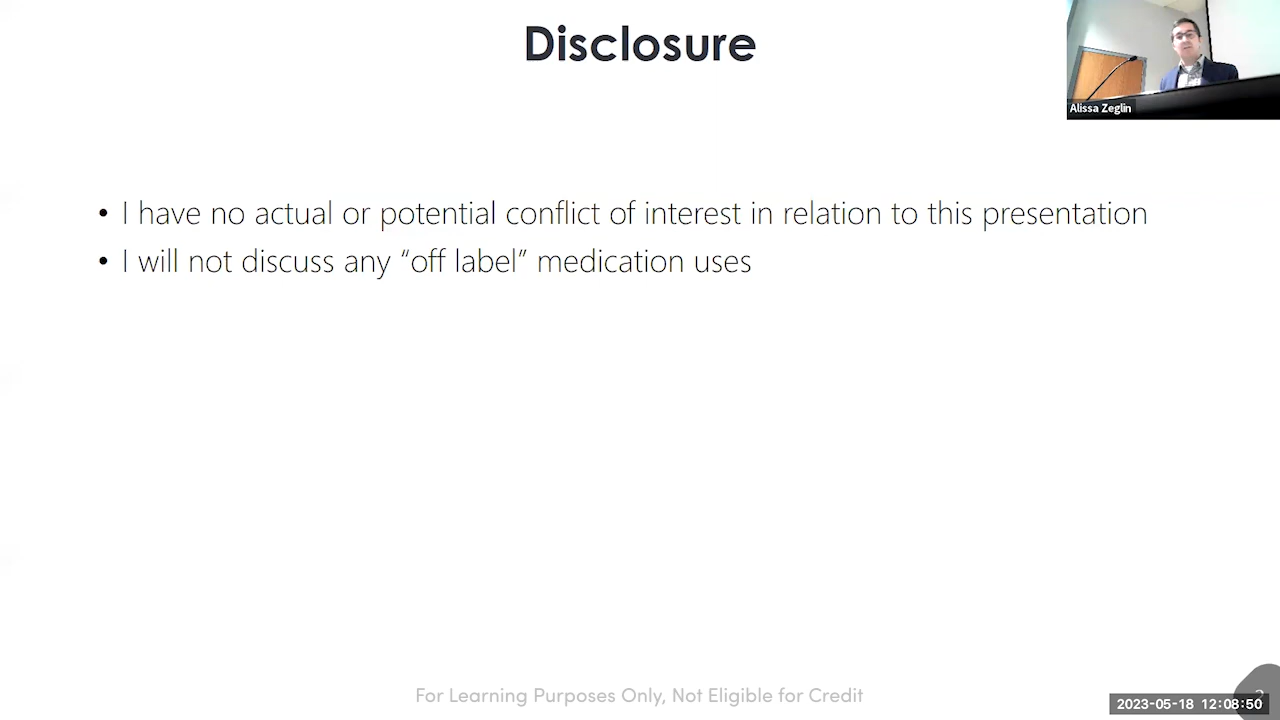 Disclosure
Alissa Zeglin
• I have no actual or potential conflict of interest in relation to this presentation
• I will not discuss any “off label” medication uses
For Learning Purposes Only, Not Eligible for Credit
2
2023-05-18 12:08:50